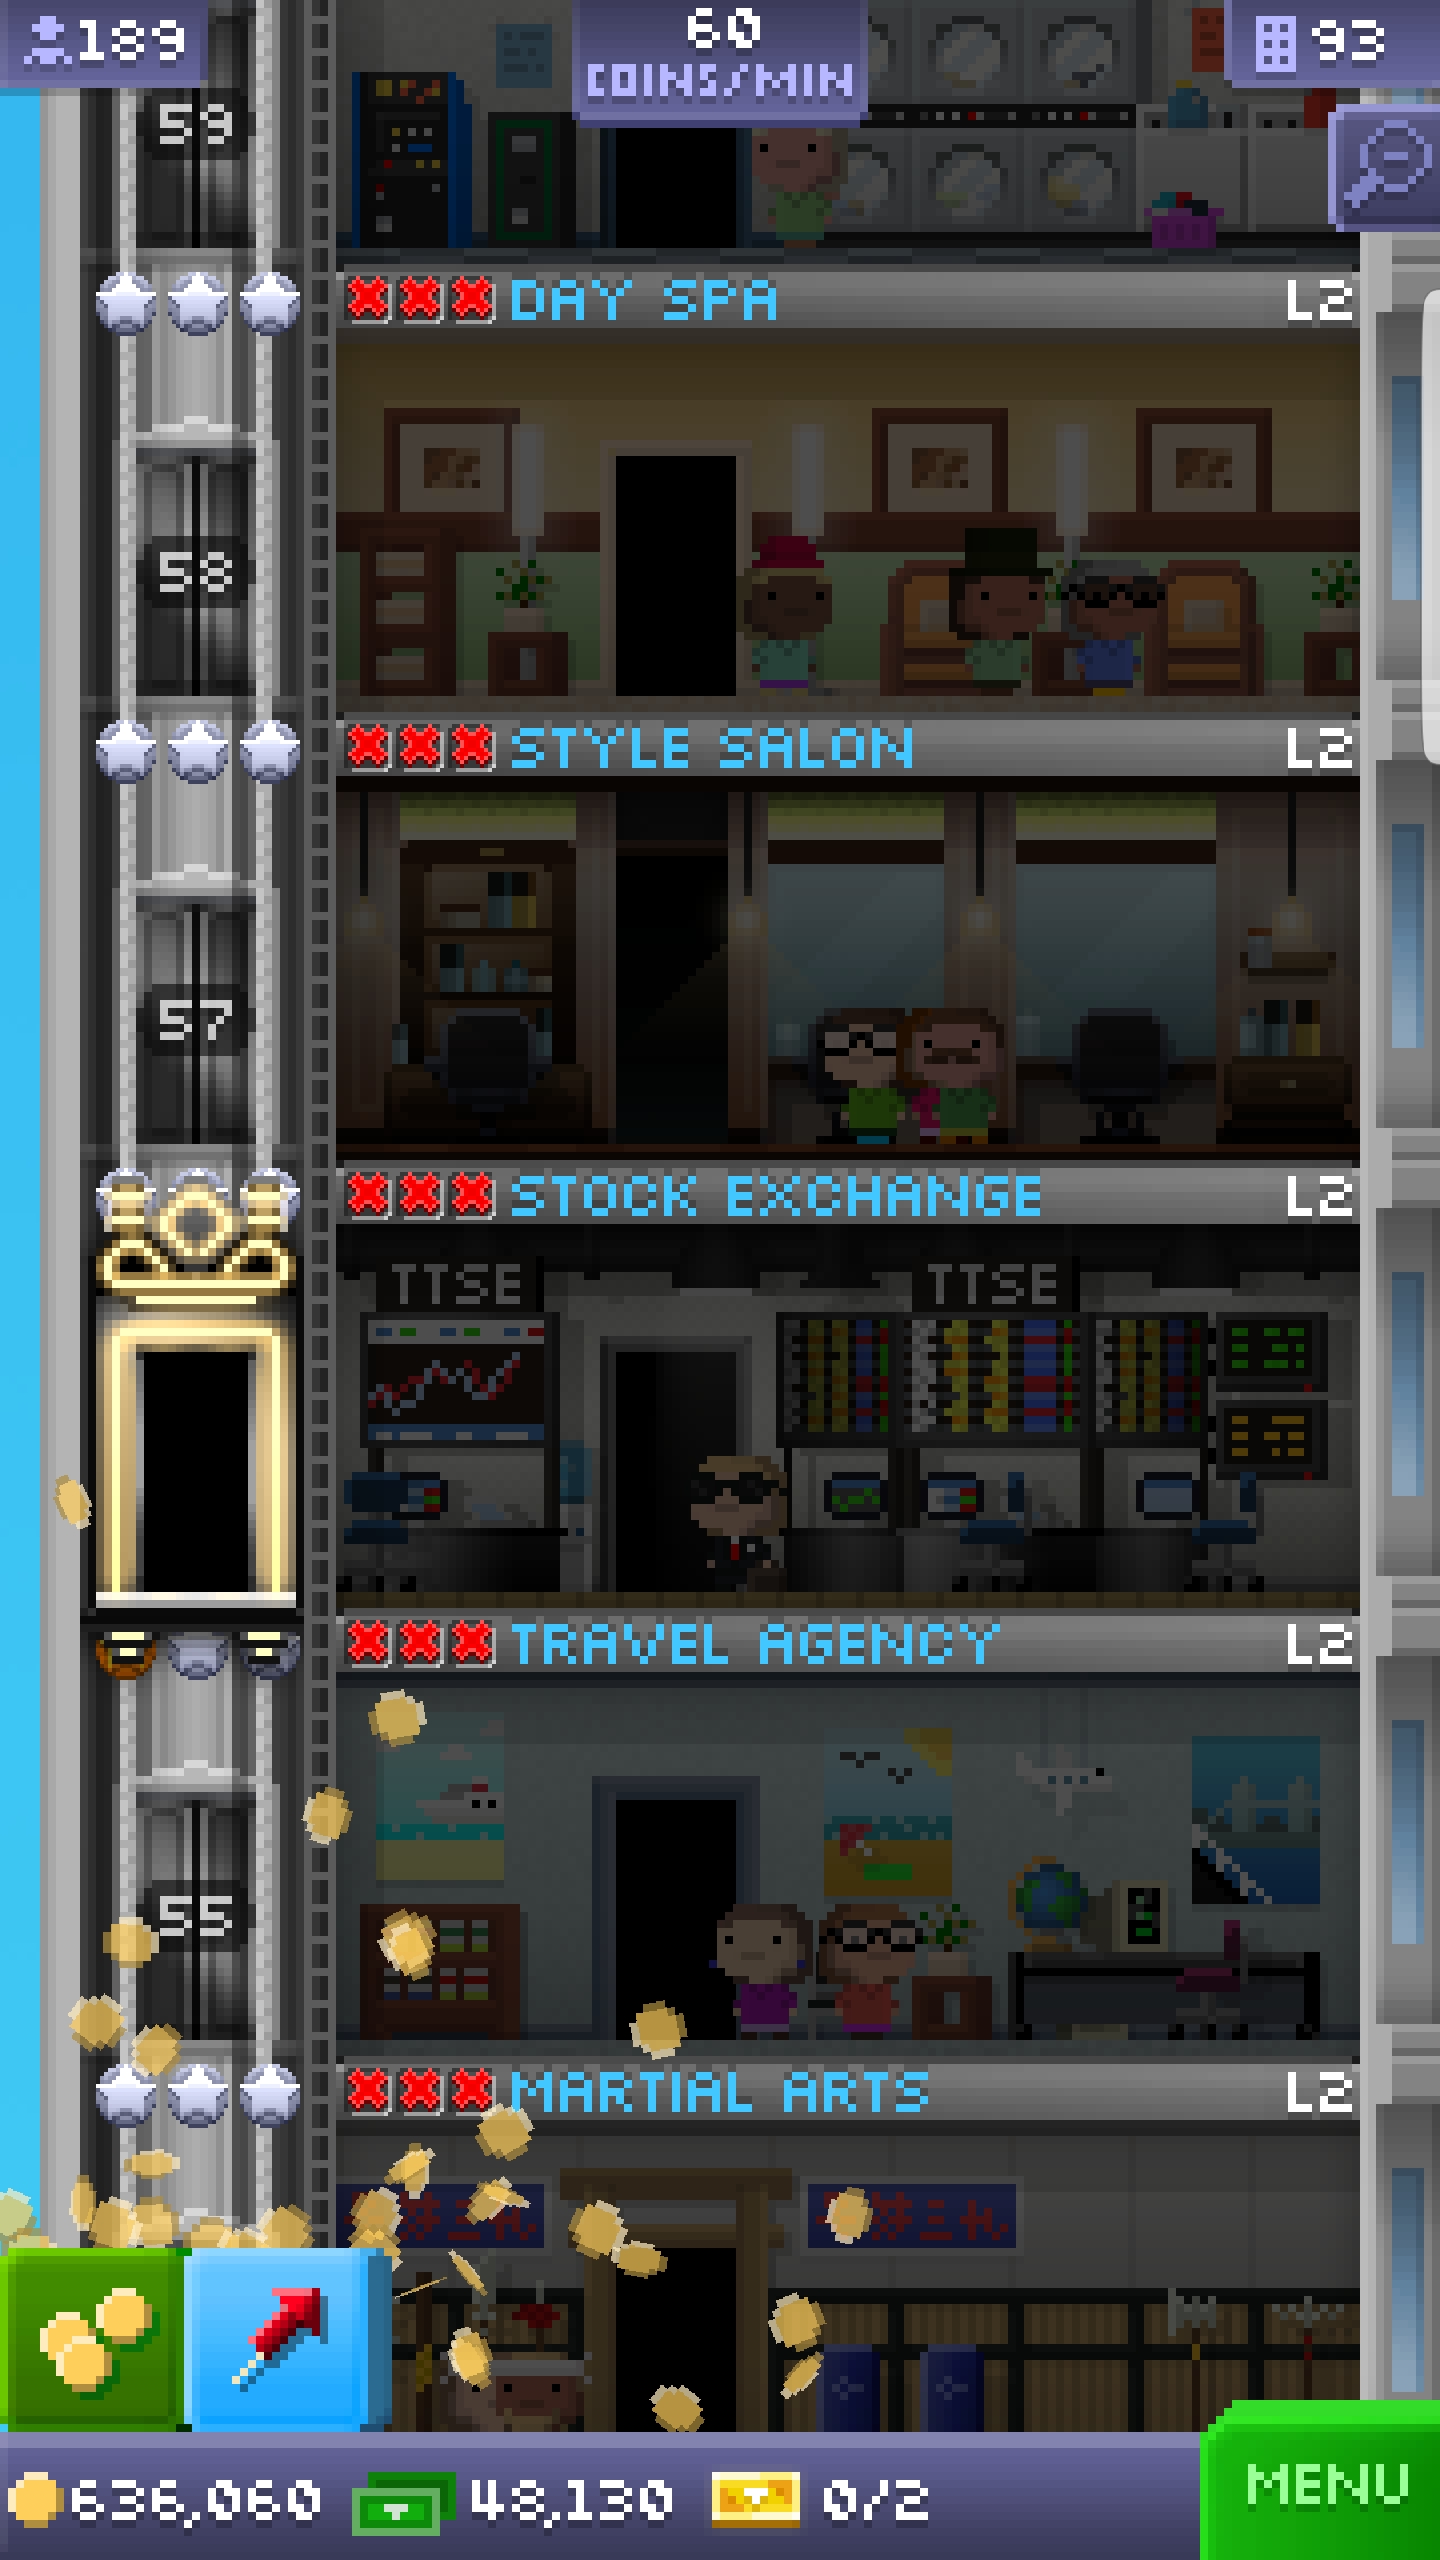 189
60
COINS/MIN
93
59
DAY SPA L2
58
STYLE SALON L2
57
STOCK EXCHANGE L2
TTSE TTSE
TRAVEL AGENCY L2
55
MARTIAL ARTS L2
636,060 48,130 0/2
MENU